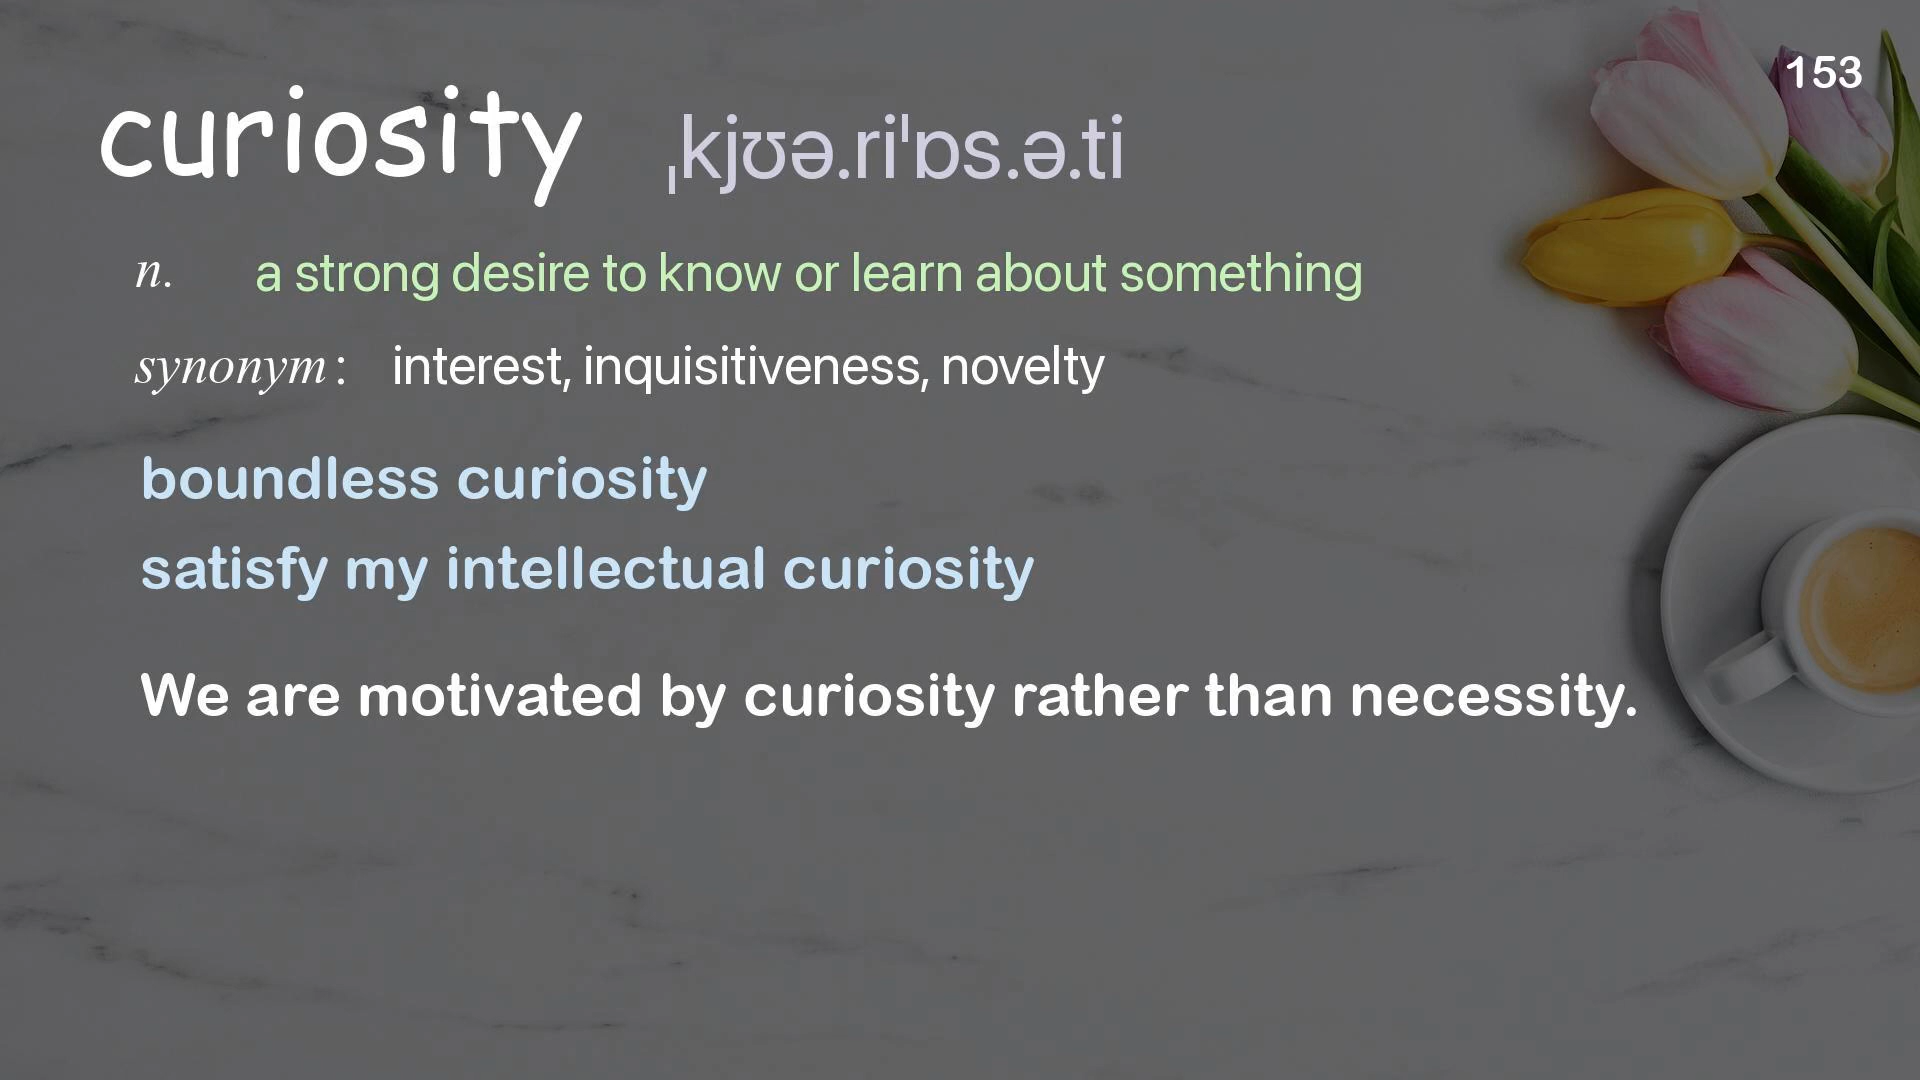 153
curiosity ˌkjʊə.riˈɒs.ə.ti
n. a strong desire to know or learn about something
synonym: interest, inquisitiveness, novelty
boundless curiosity
satisfy my intellectual curiosity
We are motivated by curiosity rather than necessity.